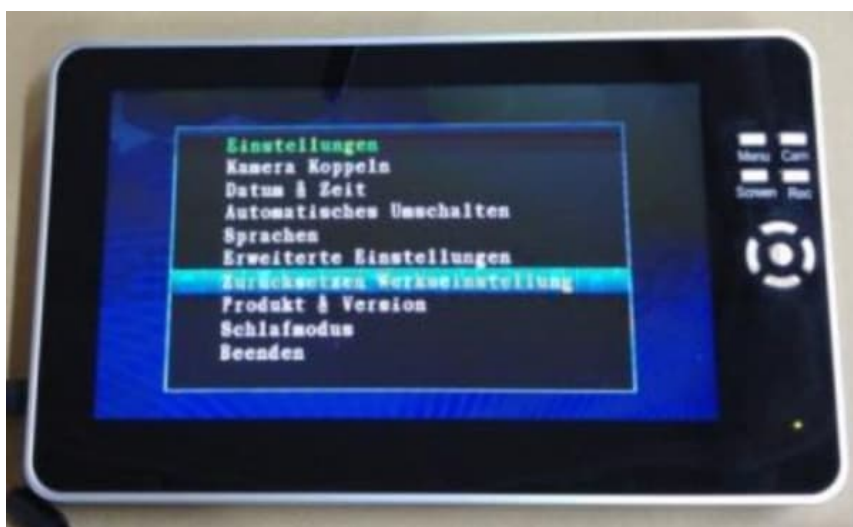 Einstellungen
Kamera Koppeln
Datum & Zeit
Automatisches Umschalten
Sprachen
Erweiterte Einstellungen
Zurücksetzen Werkseinstellung
Produkt & Version
Schlafmodus
Beenden
Menu Cam
Screen Rec